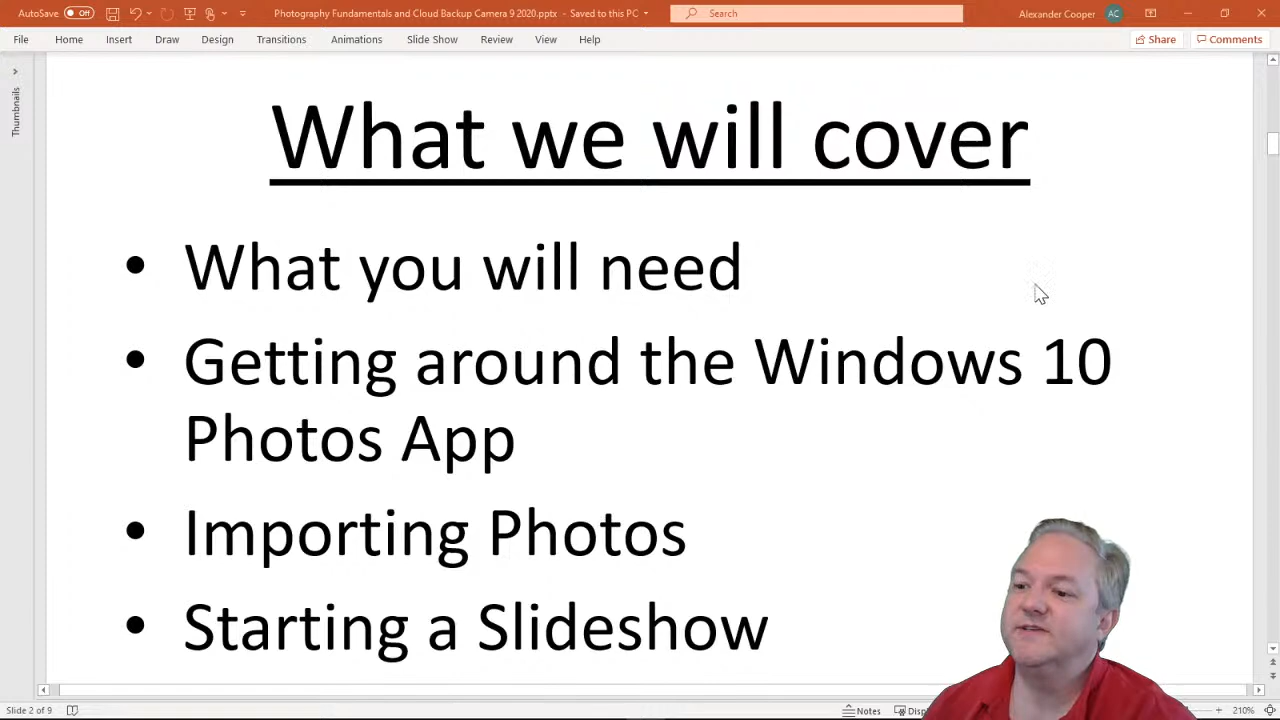 AutoSave Off
Photography Fundamentals and Cloud Backup Camera 9 2020.pptx - Saved to this PC
Search
Alexander Cooper AC
File Home Insert Draw Design Transitions Animations Slide Show Review View Help
Share Comments
Thumbnails
What we will cover
• What you will need
• Getting around the Windows 10
Photos App
• Importing Photos
• Starting a Slideshow
Slide 2 of 9
Notes
210%